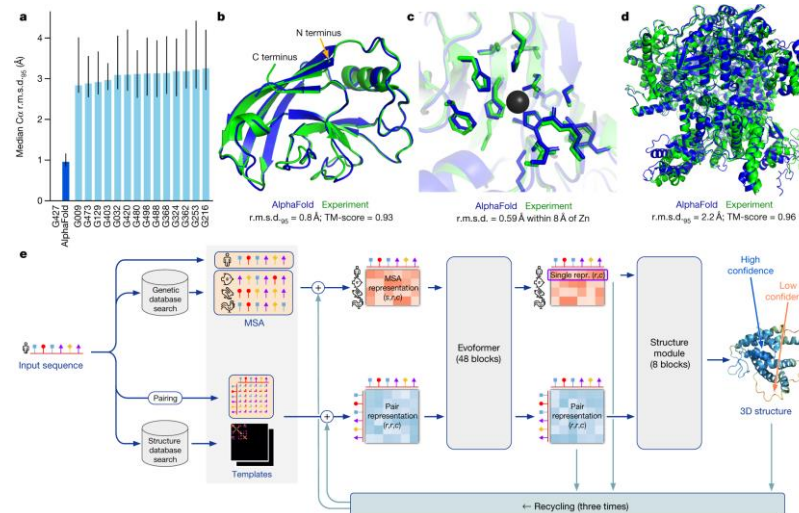 a
Median Cα r.m.s.d.95 (Å)
4
3
2
1
0
G427
AlphaFold
G009
G473
G129
G403
G032
G420
G480
G498
G488
G368
G324
G362
G253
G216
b
N terminus
C terminus
AlphaFold Experiment
r.m.s.d.95 = 0.8 Å; TM-score = 0.93
c
AlphaFold Experiment
r.m.s.d. = 0.59 Å within 8 Å of Zn
d
AlphaFold Experiment
r.m.s.d.95 = 2.2 Å; TM-score = 0.96
e
Input sequence
Genetic
database
search
Pairing
Structure
database
search
MSA
Templates
+
+
MSA
representation
(s,r,c)
Pair
representation
(r,r,c)
Evoformer
(48 blocks)
Single repr. (r,c)
Pair
representation
(r,r,c)
Structure
module
(8 blocks)
High
confidence
Low
3D structure
← Recycling (three times)